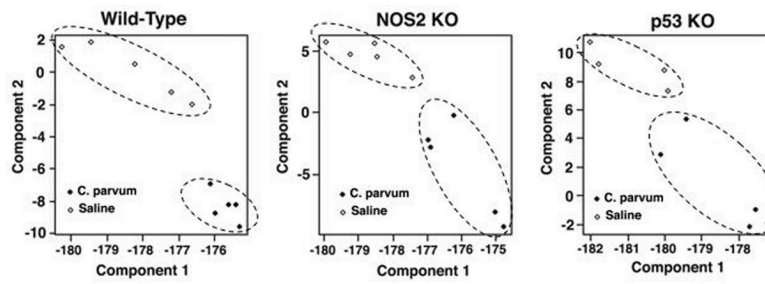 Wild-Type
NOS2 KO
p53 KO
Component 2
2
0
-2
-4
-6
-8
-10
C. parvum
Saline
-180 -179 -178 -177 -176
Component 1
Component 2
5
0
-5
C. parvum
Saline
-180 -179 -178 -177 -176 -175
Component 1
Component 2
10
8
6
4
2
0
-2
C. parvum
Saline
-182 -181 -180 -179 -178
Component 1